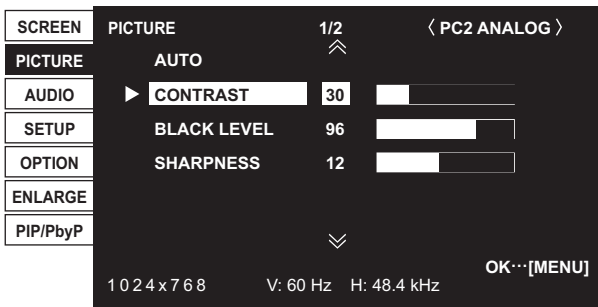 SCREEN
PICTURE
AUDIO
SETUP
OPTION
ENLARGE
PIP/PbyP
PICTURE 1/2 〈 PC2 ANALOG 〉
AUTO
CONTRAST 30
BLACK LEVEL 96
SHARPNESS 12
OK···[MENU]
1024x768 V: 60 Hz H: 48.4 kHz